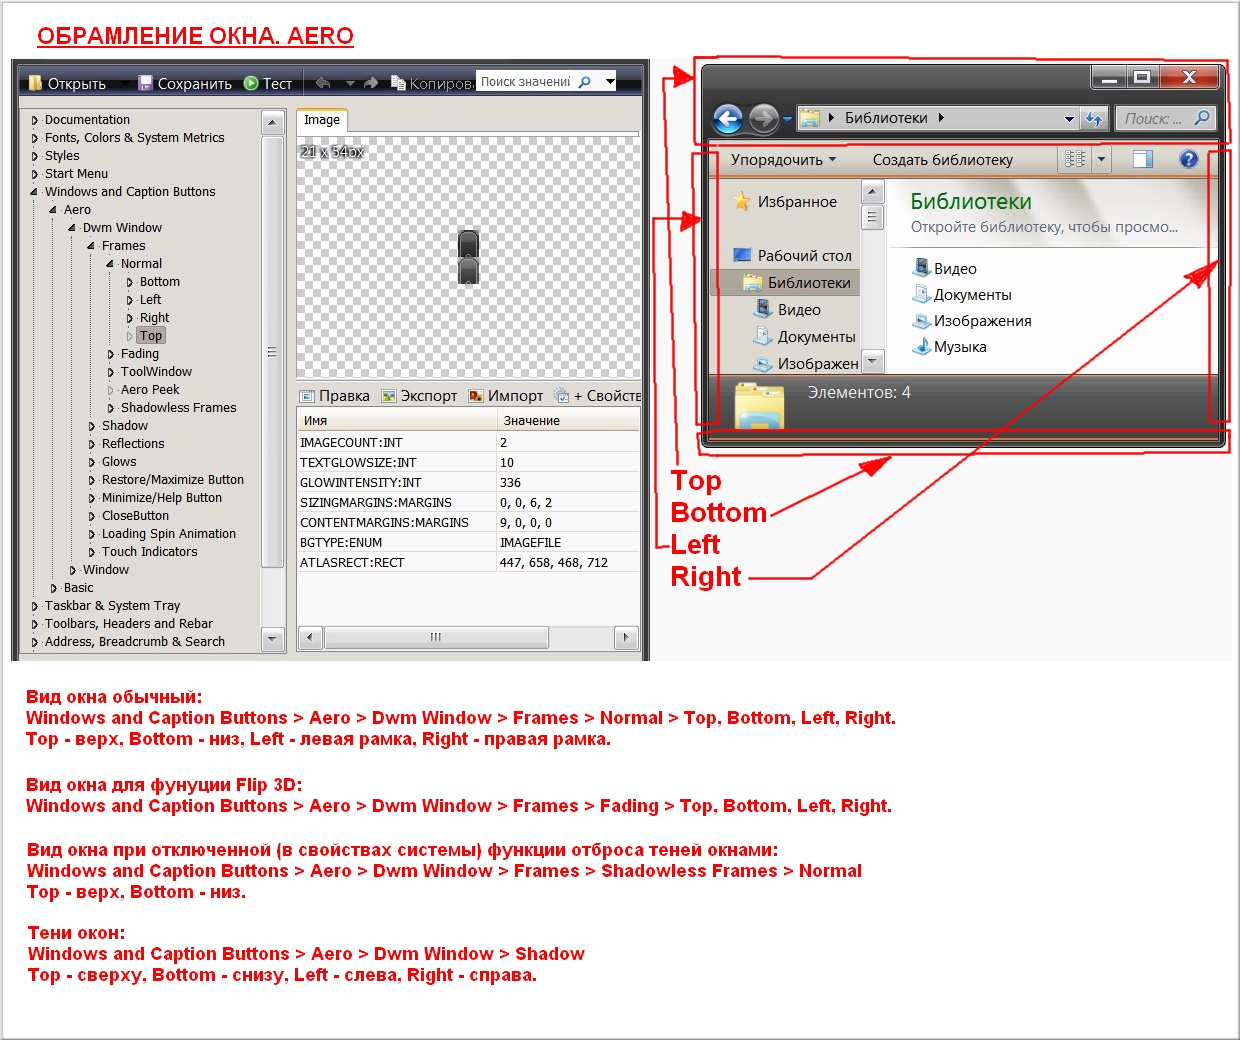 ОБРАМЛЕНИЕ ОКНА. AERO
Открыть Сохранить Тест Копирова Поиск значений
Documentation
Fonts, Colors & System Metrics
Styles
Start Menu
Windows and Caption Buttons
Aero
Dwm Window
Frames
Normal
Bottom
Left
Right
Top
Fading
ToolWindow
Aero Peek
Shadowless Frames
Shadow
Reflections
Glows
Restore/Maximize Button
Minimize/Help Button
CloseButton
Loading Spin Animation
Touch Indicators
Window
Basic
Taskbar & System Tray
Toolbars, Headers and Rebar
Address, Breadcrumb & Search
Image
21 x 54px
Правка Экспорт Импорт + Свойств
Имя Значение
IMAGECOUNT:INT 2
TEXTGLOWSIZE:INT 10
GLOWINTENSITY:INT 336
SIZINGMARGINS:MARGINS 0, 0, 6, 2
CONTENTMARGINS:MARGINS 9, 0, 0, 0
BGTYPE:ENUM IMAGEFILE
ATLASRECT:RECT 447, 658, 468, 712
Библиотеки Поиск: ...
Упорядочить Создать библиотеку
Избранное
Рабочий стол
Библиотеки
Видео
Документы
Изображен
Библиотеки
Откройте библиотеку, чтобы просмо...
Видео
Документы
Изображения
Музыка
Элементов: 4
Top
Bottom
Left
Right
Вид окна обычный:
Windows and Caption Buttons > Aero > Dwm Window > Frames > Normal > Top, Bottom, Left, Right.
Top - верх, Bottom - низ, Left - левая рамка, Right - правая рамка.
Вид окна для фунуции Flip 3D:
Windows and Caption Buttons > Aero > Dwm Window > Frames > Fading > Top, Bottom, Left, Right.
Вид окна при отключенной (в свойствах системы) функции отброса теней окнами:
Windows and Caption Buttons > Aero > Dwm Window > Frames > Shadowless Frames > Normal
Top - верх, Bottom - низ.
Тени окон:
Windows and Caption Buttons > Aero > Dwm Window > Shadow
Top - сверху, Bottom - снизу, Left - слева, Right - справа.